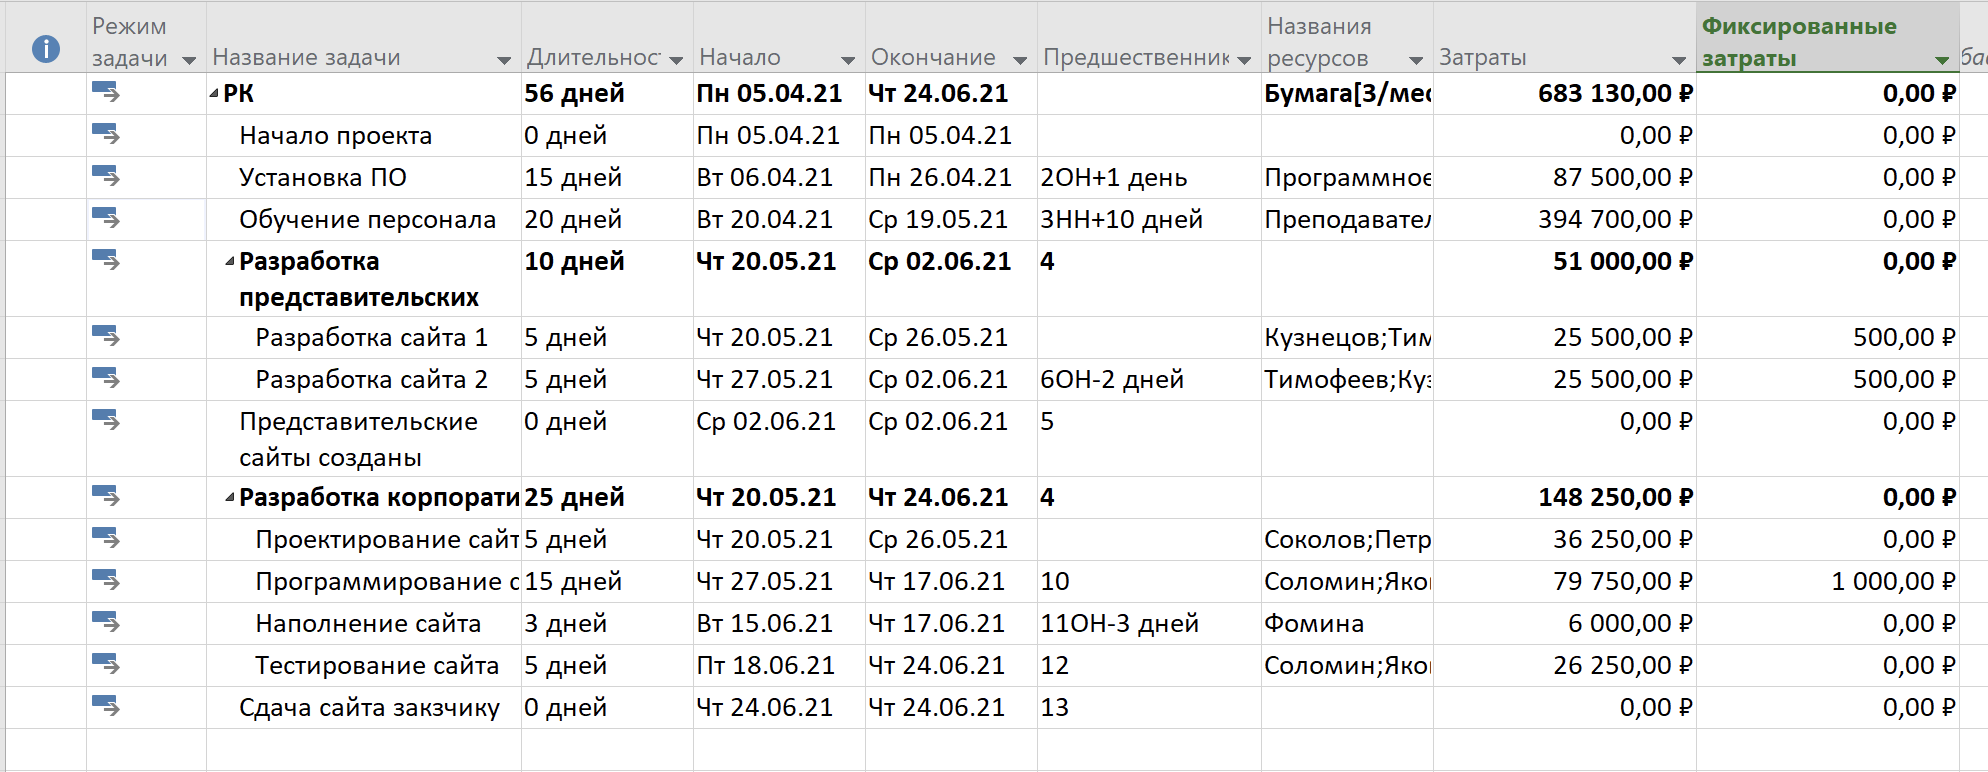 Режим задачи Название задачи Длительнос Начало Окончание Предшественник Названия ресурсов Затраты Фиксированные затраты
РК 56 дней Пн 05.04.21 Чт 24.06.21 Бумага[3/мес 683 130,00 ₽ 0,00 ₽
Начало проекта 0 дней Пн 05.04.21 Пн 05.04.21 0,00 ₽ 0,00 ₽
Установка ПО 15 дней Вт 06.04.21 Пн 26.04.21 2ОН+1 день Программное 87 500,00 ₽ 0,00 ₽
Обучение персонала 20 дней Вт 20.04.21 Ср 19.05.21 3НН+10 дней Преподавател 394 700,00 ₽ 0,00 ₽
Разработка 10 дней Чт 20.05.21 Ср 02.06.21 4 51 000,00 ₽ 0,00 ₽
представительских
Разработка сайта 1 5 дней Чт 20.05.21 Ср 26.05.21 Кузнецов;Тим 25 500,00 ₽ 500,00 ₽
Разработка сайта 2 5 дней Чт 27.05.21 Ср 02.06.21 6ОН-2 дней Тимофеев;Куз 25 500,00 ₽ 500,00 ₽
Представительские 0 дней Ср 02.06.21 Ср 02.06.21 5 0,00 ₽ 0,00 ₽
сайты созданы
Разработка корпорати 25 дней Чт 20.05.21 Чт 24.06.21 4 148 250,00 ₽ 0,00 ₽
Проектирование сайт 5 дней Чт 20.05.21 Ср 26.05.21 Соколов;Петр 36 250,00 ₽ 0,00 ₽
Программирование с 15 дней Чт 27.05.21 Чт 17.06.21 10 Соломин;Яко 79 750,00 ₽ 1 000,00 ₽
Наполнение сайта 3 дней Вт 15.06.21 Чт 17.06.21 11ОН-3 дней Фомина 6 000,00 ₽ 0,00 ₽
Тестирование сайта 5 дней Пт 18.06.21 Чт 24.06.21 12 Соломин;Яко 26 250,00 ₽ 0,00 ₽
Сдача сайта закзчику 0 дней Чт 24.06.21 Чт 24.06.21 13 0,00 ₽ 0,00 ₽